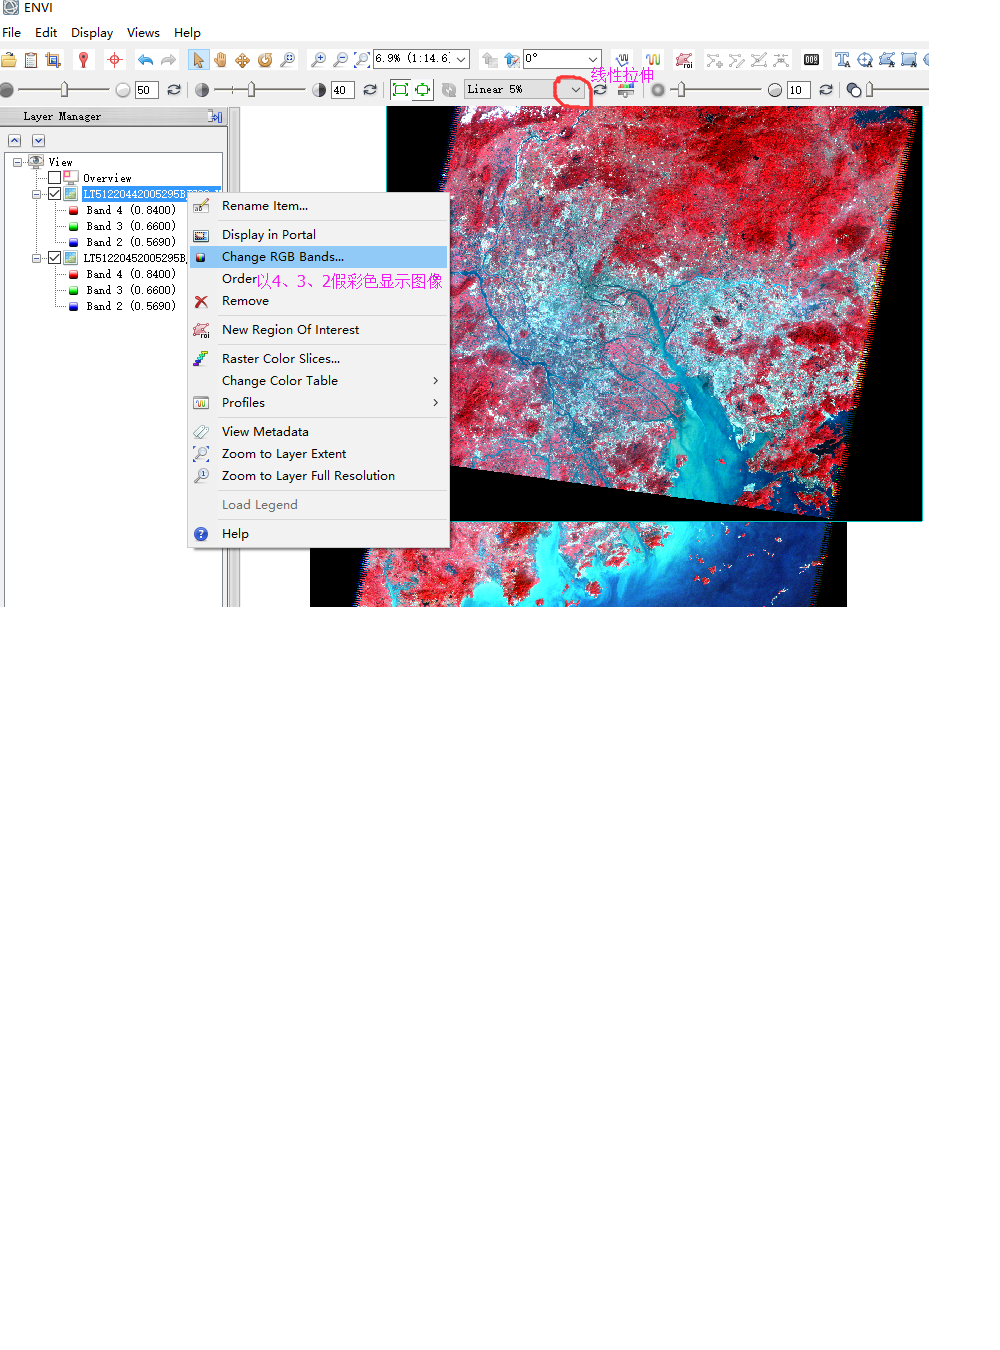 ENVI
File Edit Display Views Help
6.9% (1:14.6 0°
线性拉伸
50 40 Linear 5% 10
Layer Manager
View
Overview
LT51220442005295B
Band 4 (0.8400)
Band 3 (0.6600)
Band 2 (0.5690)
LT51220452005295B
Band 4 (0.8400)
Band 3 (0.6600)
Band 2 (0.5690)
Rename Item...
Display in Portal
Change RGB Bands...
Order以4、3、2假彩色显示图像
Remove
New Region Of Interest
Raster Color Slices...
Change Color Table
Profiles
View Metadata
Zoom to Layer Extent
Zoom to Layer Full Resolution
Load Legend
Help